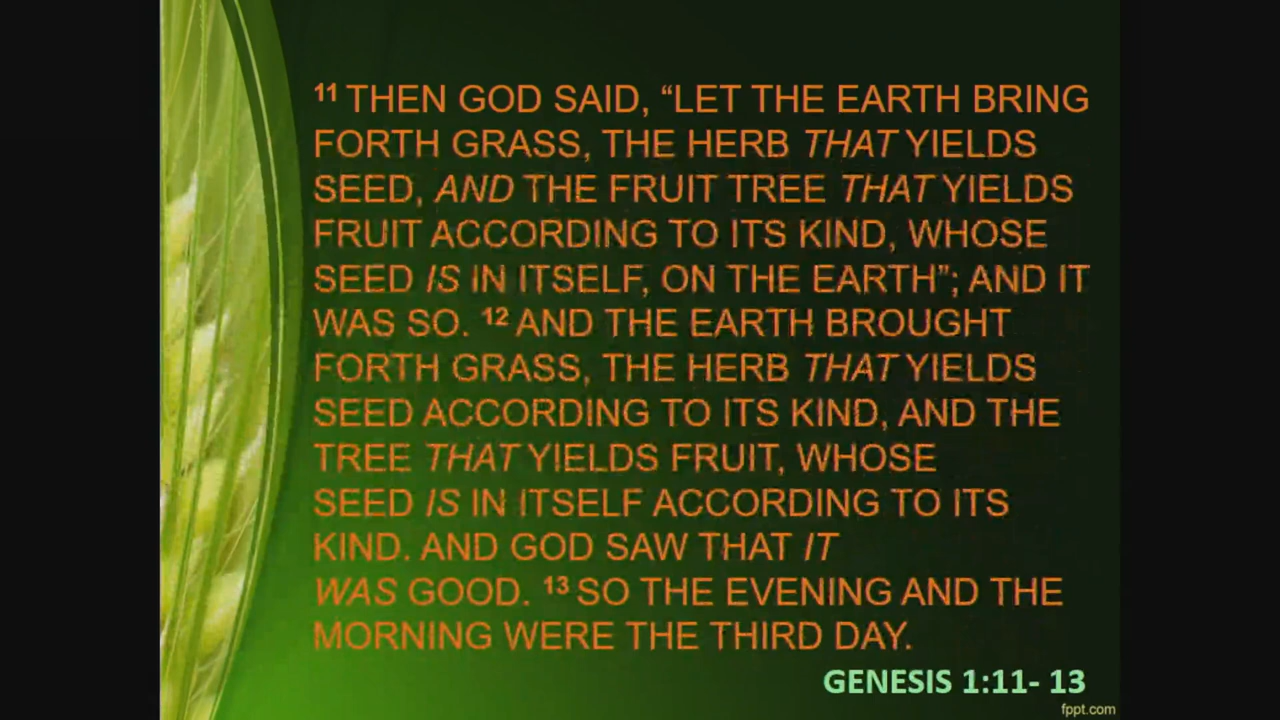 11 THEN GOD SAID, “LET THE EARTH BRING
FORTH GRASS, THE HERB THAT YIELDS
SEED, AND THE FRUIT TREE THAT YIELDS
FRUIT ACCORDING TO ITS KIND, WHOSE
SEED IS IN ITSELF, ON THE EARTH”; AND IT
WAS SO. 12 AND THE EARTH BROUGHT
FORTH GRASS, THE HERB THAT YIELDS
SEED ACCORDING TO ITS KIND, AND THE
TREE THAT YIELDS FRUIT, WHOSE
SEED IS IN ITSELF ACCORDING TO ITS
KIND. AND GOD SAW THAT IT
WAS GOOD. 13 SO THE EVENING AND THE
MORNING WERE THE THIRD DAY.
GENESIS 1:11- 13
fppt.com